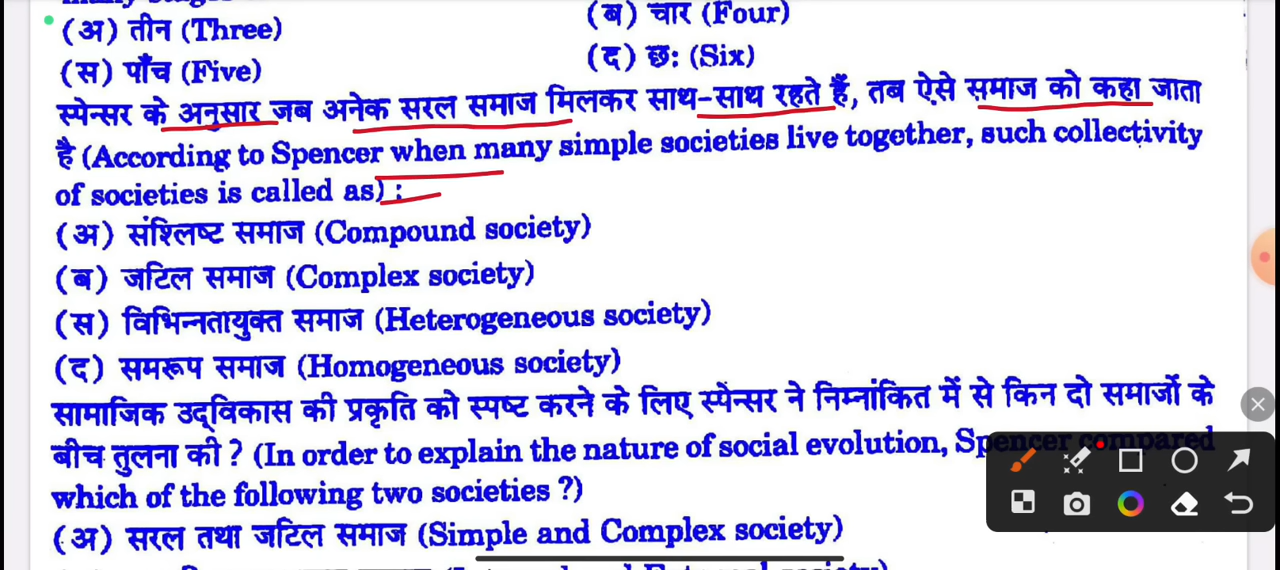 (अ) तीन (Three)
(ब) चार (Four)
(स) पाँच (Five)
(द) छः (Six)
स्पेन्सर के अनुसार जब अनेक सरल समाज मिलकर साथ-साथ रहते हैं, तब ऐसे समाज को कहा जाता
है (According to Spencer when many simple societies live together, such collectivity
of societies is called as) :
(अ) संश्लिष्ट समाज (Compound society)
(ब) जटिल समाज (Complex society)
(स) विभिन्नतायुक्त समाज (Heterogeneous society)
(द) समरूप समाज (Homogeneous society)
सामाजिक उद्‌विकास की प्रकृति को स्पष्ट करने के लिए स्पेन्सर ने निम्नांकित में से किन दो समाजों के
बीच तुलना की ? (In order to explain the nature of social evolution, Spencer compared
which of the following two societies ?)
(अ) सरल तथा जटिल समाज (Simple and Complex society)